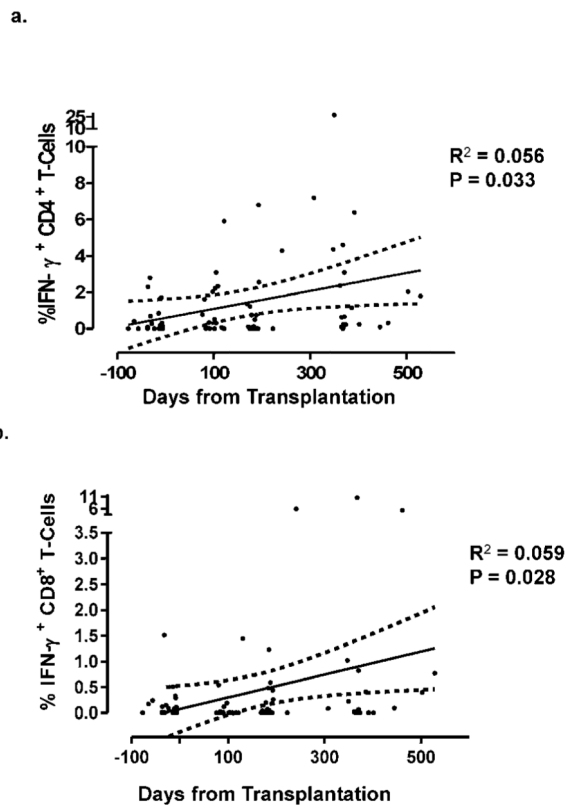 a.
%IFN- γ + CD4 + T-Cells
25
10
10
8
6
4
2
0
R² = 0.056
P = 0.033
-100 100 300 500
Days from Transplantation
b.
% IFN-γ + CD8+ T-Cells
11
6
3.5
3.0
2.5
2.0
1.5
1.0
0.5
0.0
R² = 0.059
P = 0.028
-100 100 300 500
Days from Transplantation